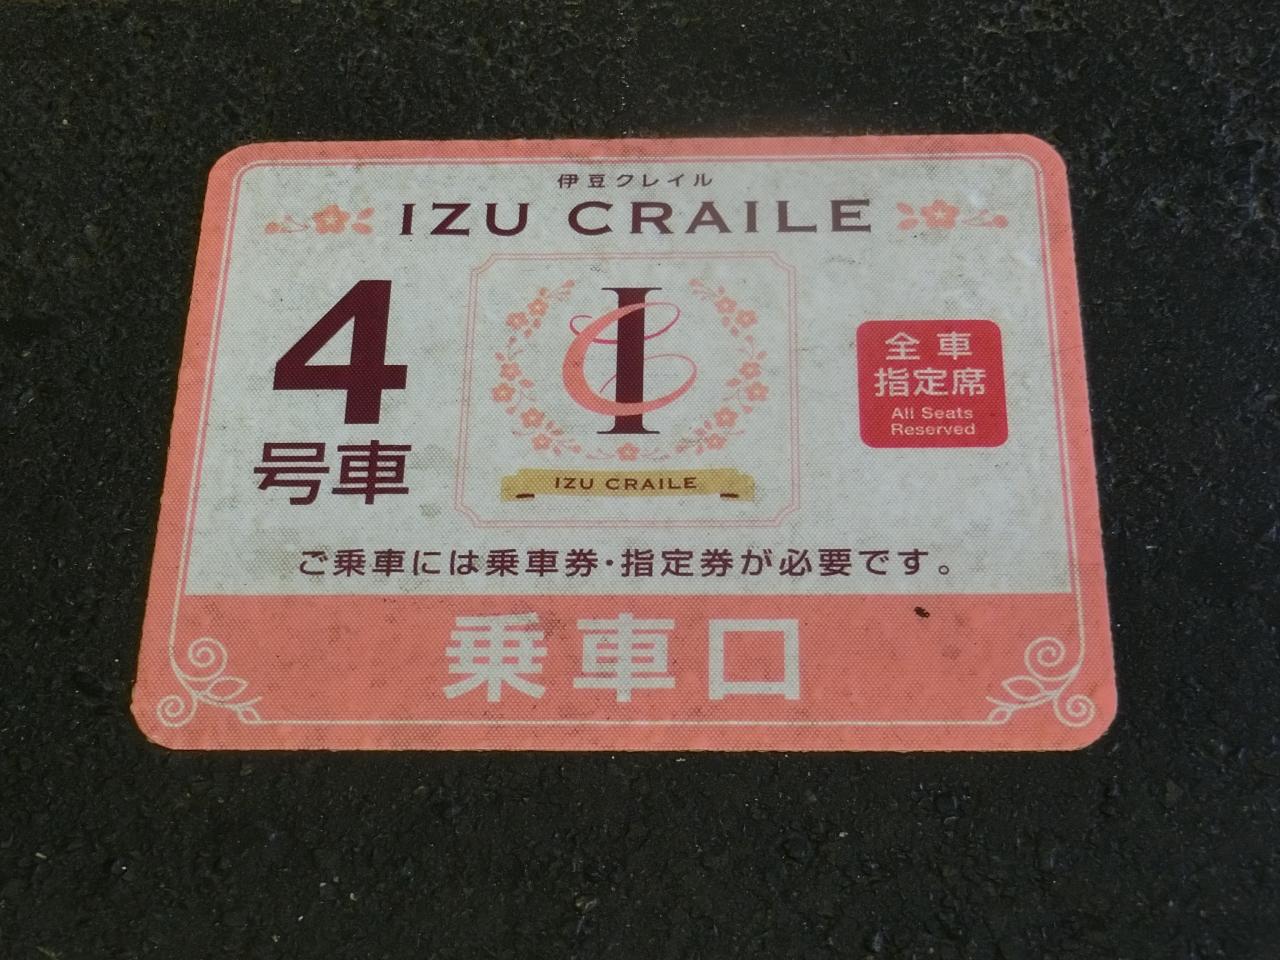 伊豆クレイル
IZU CRAILE
4
号車
IC
IZU CRAILE
全車
指定席
All Seats
Reserved
ご乗車には乗車券・指定券が必要です。
乗車口